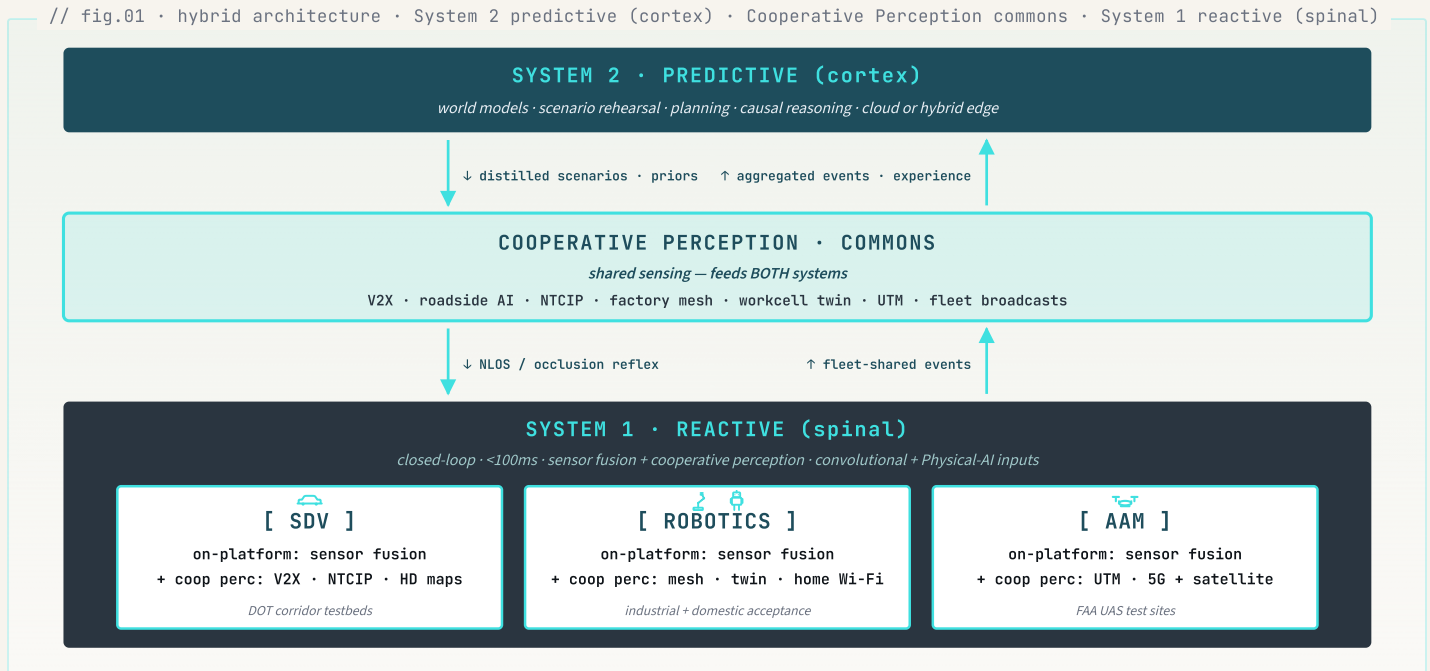 // fig.01 · hybrid architecture · System 2 predictive (cortex) · Cooperative Perception commons · System 1 reactive (spinal)
SYSTEM 2 · PREDICTIVE (cortex)
world models · scenario rehearsal · planning · causal reasoning · cloud or hybrid edge
↓ distilled scenarios · priors
↑ aggregated events · experience
COOPERATIVE PERCEPTION · COMMONS
shared sensing — feeds BOTH systems
V2X · roadside AI · NTCIP · factory mesh · workcell twin · UTM · fleet broadcasts
↓ NLOS / occlusion reflex
↑ fleet-shared events
SYSTEM 1 · REACTIVE (spinal)
closed-loop · <100ms · sensor fusion + cooperative perception · convolutional + Physical-AI inputs
[ SDV ]
on-platform: sensor fusion
+ coop perc: V2X · NTCIP · HD maps
DOT corridor testbeds
[ ROBOTICS ]
on-platform: sensor fusion
+ coop perc: mesh · twin · home Wi-Fi
industrial + domestic acceptance
[ AAM ]
on-platform: sensor fusion
+ coop perc: UTM · 5G + satellite
FAA UAS test sites